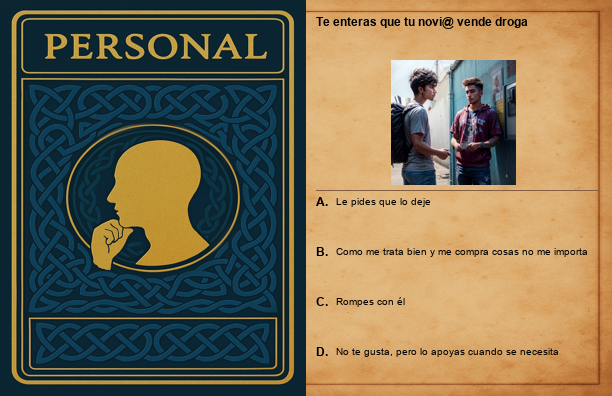 PERSONAL
Te enteras que tu novi@ vende droga
A. Le pides que lo deje
B. Como me trata bien y me compra cosas no me importa
C. Rompes con él
D. No te gusta, pero lo apoyas cuando se necesita